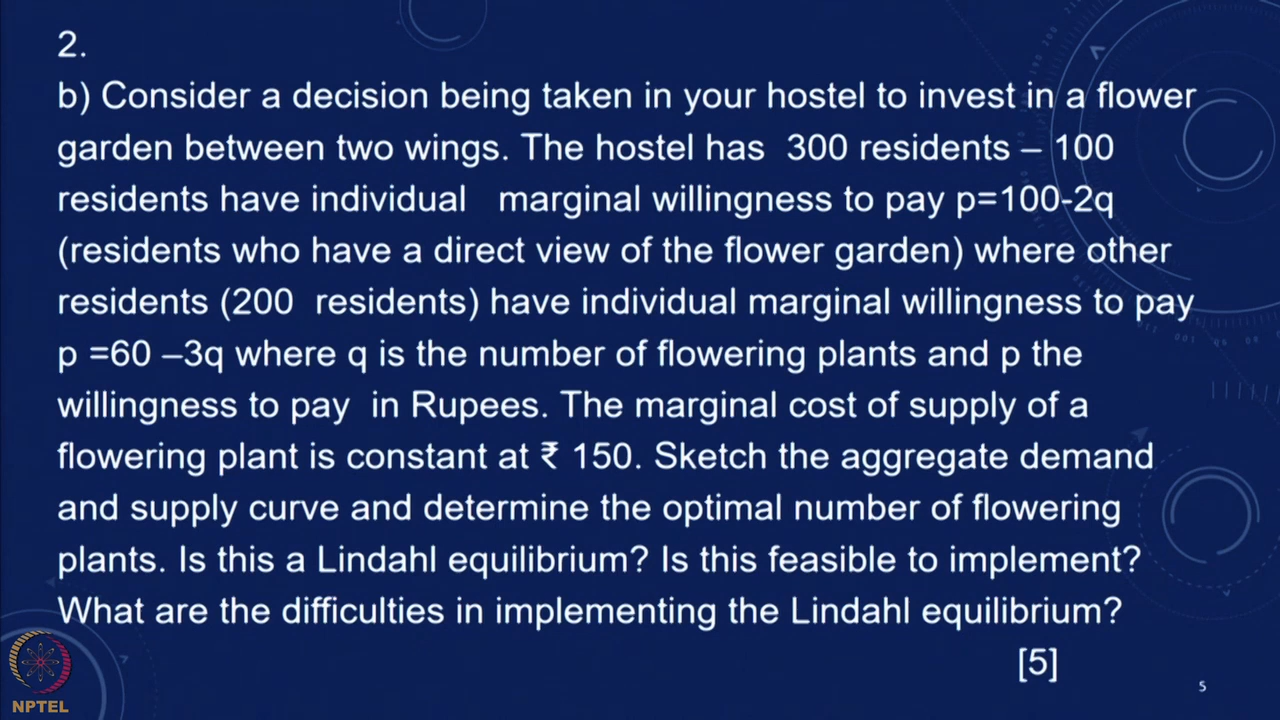 2.
b) Consider a decision being taken in your hostel to invest in a flower
garden between two wings. The hostel has 300 residents – 100
residents have individual marginal willingness to pay p=100-2q
(residents who have a direct view of the flower garden) where other
residents (200 residents) have individual marginal willingness to pay
p =60 –3q where q is the number of flowering plants and p the
willingness to pay in Rupees. The marginal cost of supply of a
flowering plant is constant at ₹ 150. Sketch the aggregate demand
and supply curve and determine the optimal number of flowering
plants. Is this a Lindahl equilibrium? Is this feasible to implement?
What are the difficulties in implementing the Lindahl equilibrium?
[5]
5
NPTEL